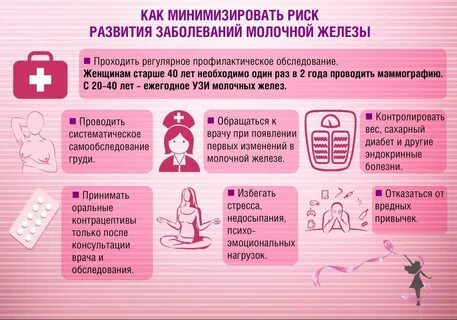 КАК МИНИМИЗИРОВАТЬ РИСК
РАЗВИТИЯ ЗАБОЛЕВАНИЙ МОЛОЧНОЙ ЖЕЛЕЗЫ
Проходить регулярное профилактическое обследование.
Женщинам старше 40 лет необходимо один раз в 2 года проводить маммографию.
С 20-40 лет - ежегодное УЗИ молочных желез.
Проводить
систематическое
самообследование
груди.
Обращаться к
врачу при появлении
первых изменений в
молочной железе.
Контролировать
вес, сахарный
диабет и другие
эндокринные
болезни.
Принимать
оральные
контрацептивы
только после
консультации
врача и
обследования.
Избегать
стресса,
недосыпания,
психо-
эмоциональных
нагрузок.
Отказаться от
вредных
привычек.